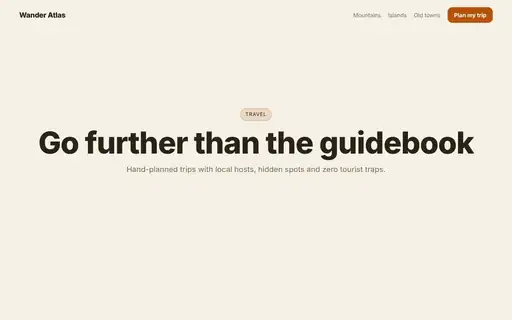 Wander Atlas
Mountains Islands Old towns Plan my trip
TRAVEL
Go further than the guidebook
Hand-planned trips with local hosts, hidden spots and zero tourist traps.